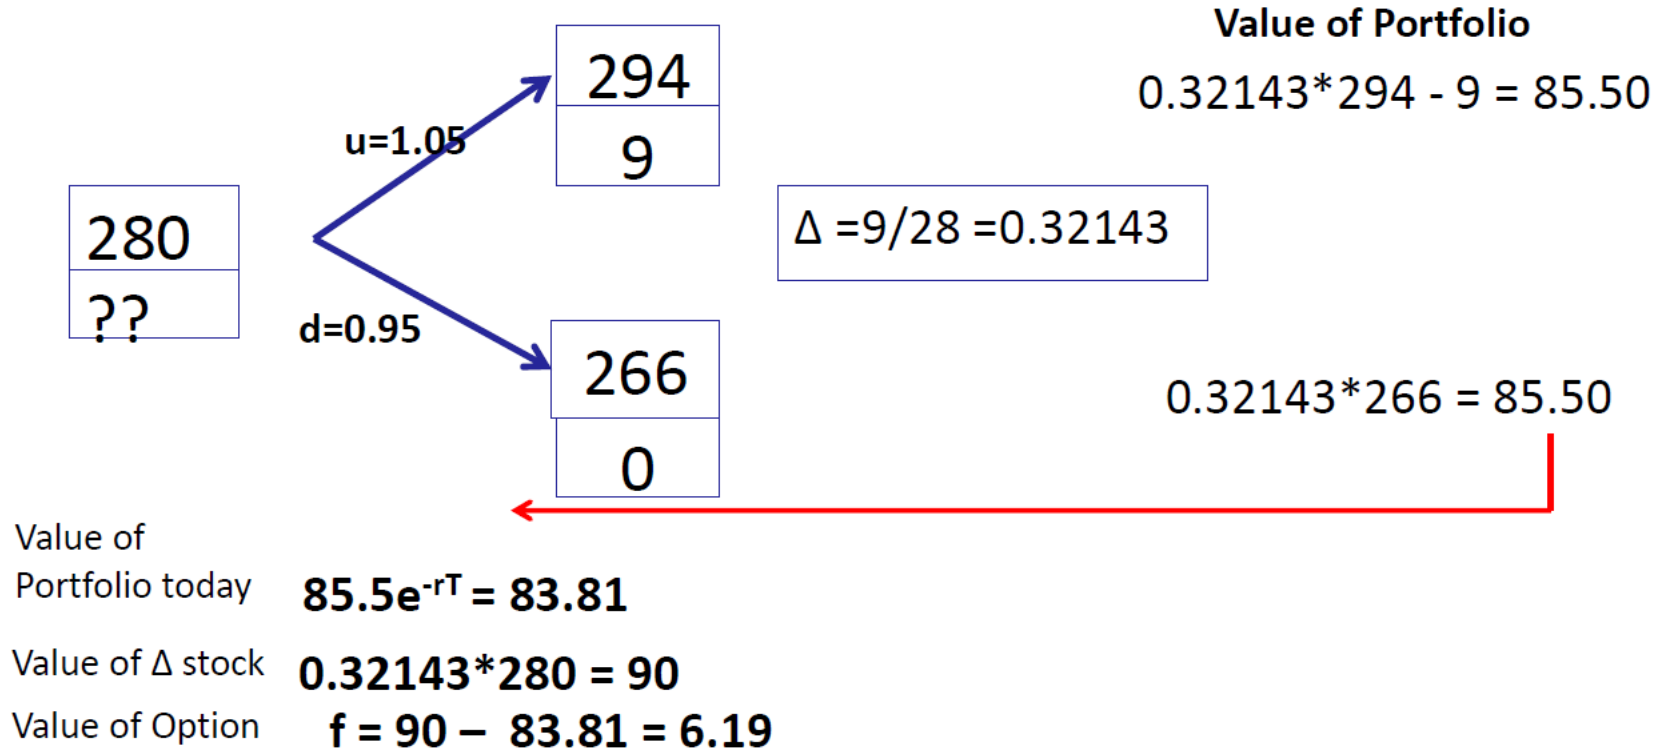 Value of Portfolio
294
0.32143*294 - 9 = 85.50
u=1.05
9
280
Δ =9/28 =0.32143
??
d=0.95
266
0.32143*266 = 85.50
0
Value of
Portfolio today
85.5e^-rT = 83.81
Value of Δ stock
0.32143*280 = 90
Value of Option
f = 90 – 83.81 = 6.19